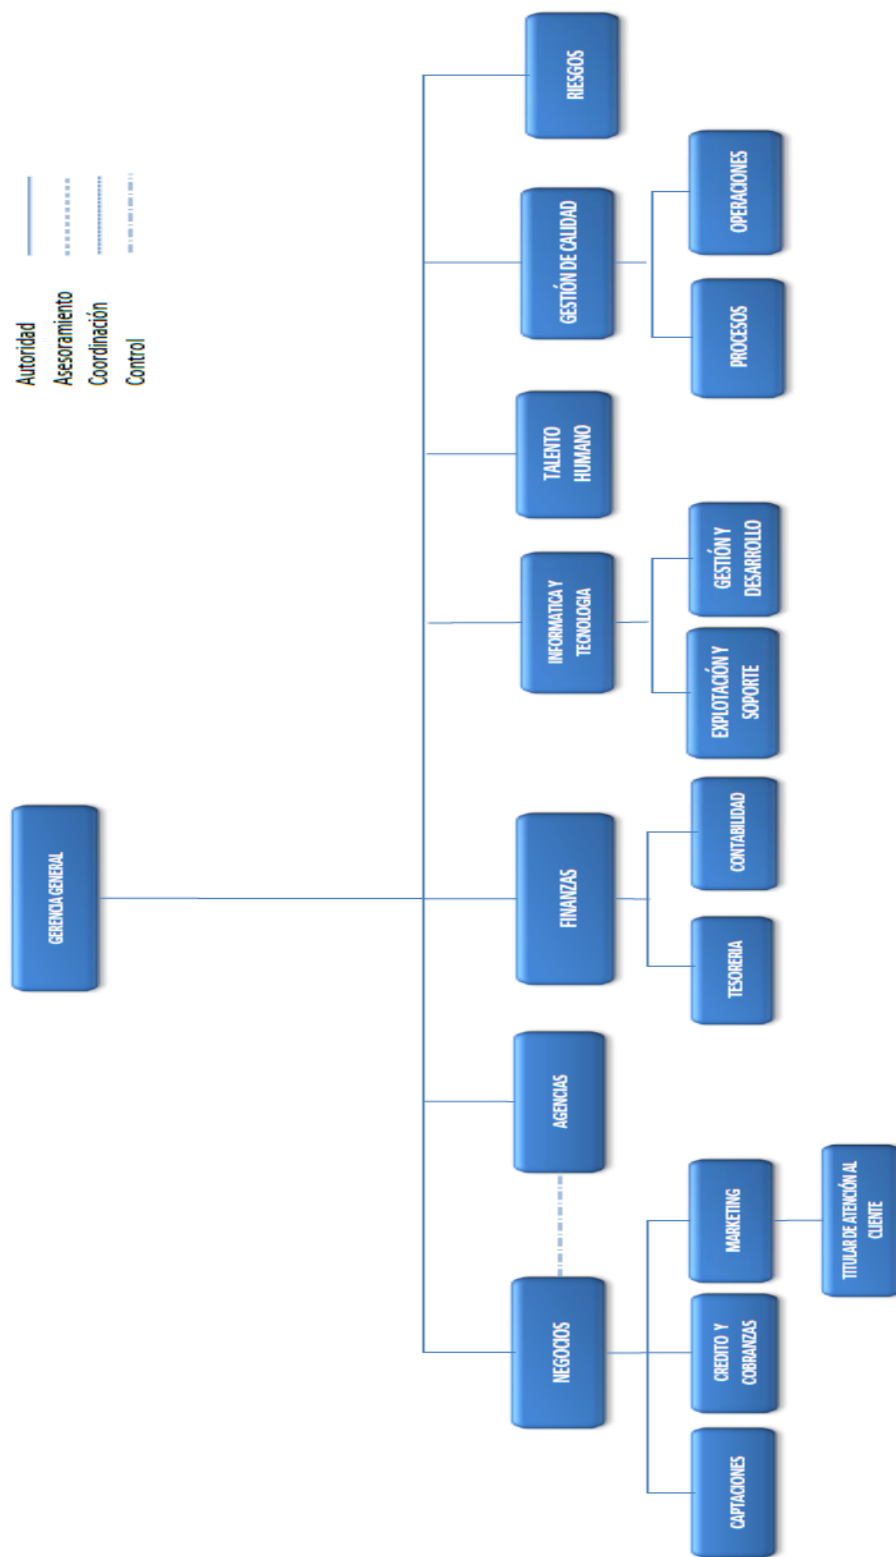 Autoridad
Asesoramiento
Coordinación
Control
GERENCIA GENERAL
NEGOCIOS
AGENCIAS
FINANZAS
INFORMATICA Y
TECNOLOGIA
TALENTO
HUMANO
GESTIÓN DE CALIDAD
RIESGOS
CAPTACIONES
CREDITO Y
COBRANZAS
MARKETING
TESORERIA
CONTABILIDAD
EXPLOTACIÓN Y
SOPORTE
GESTIÓN Y
DESARROLLO
PROCESOS
OPERACIONES
TITULAR DE ATENCIÓN AL
CLIENTE